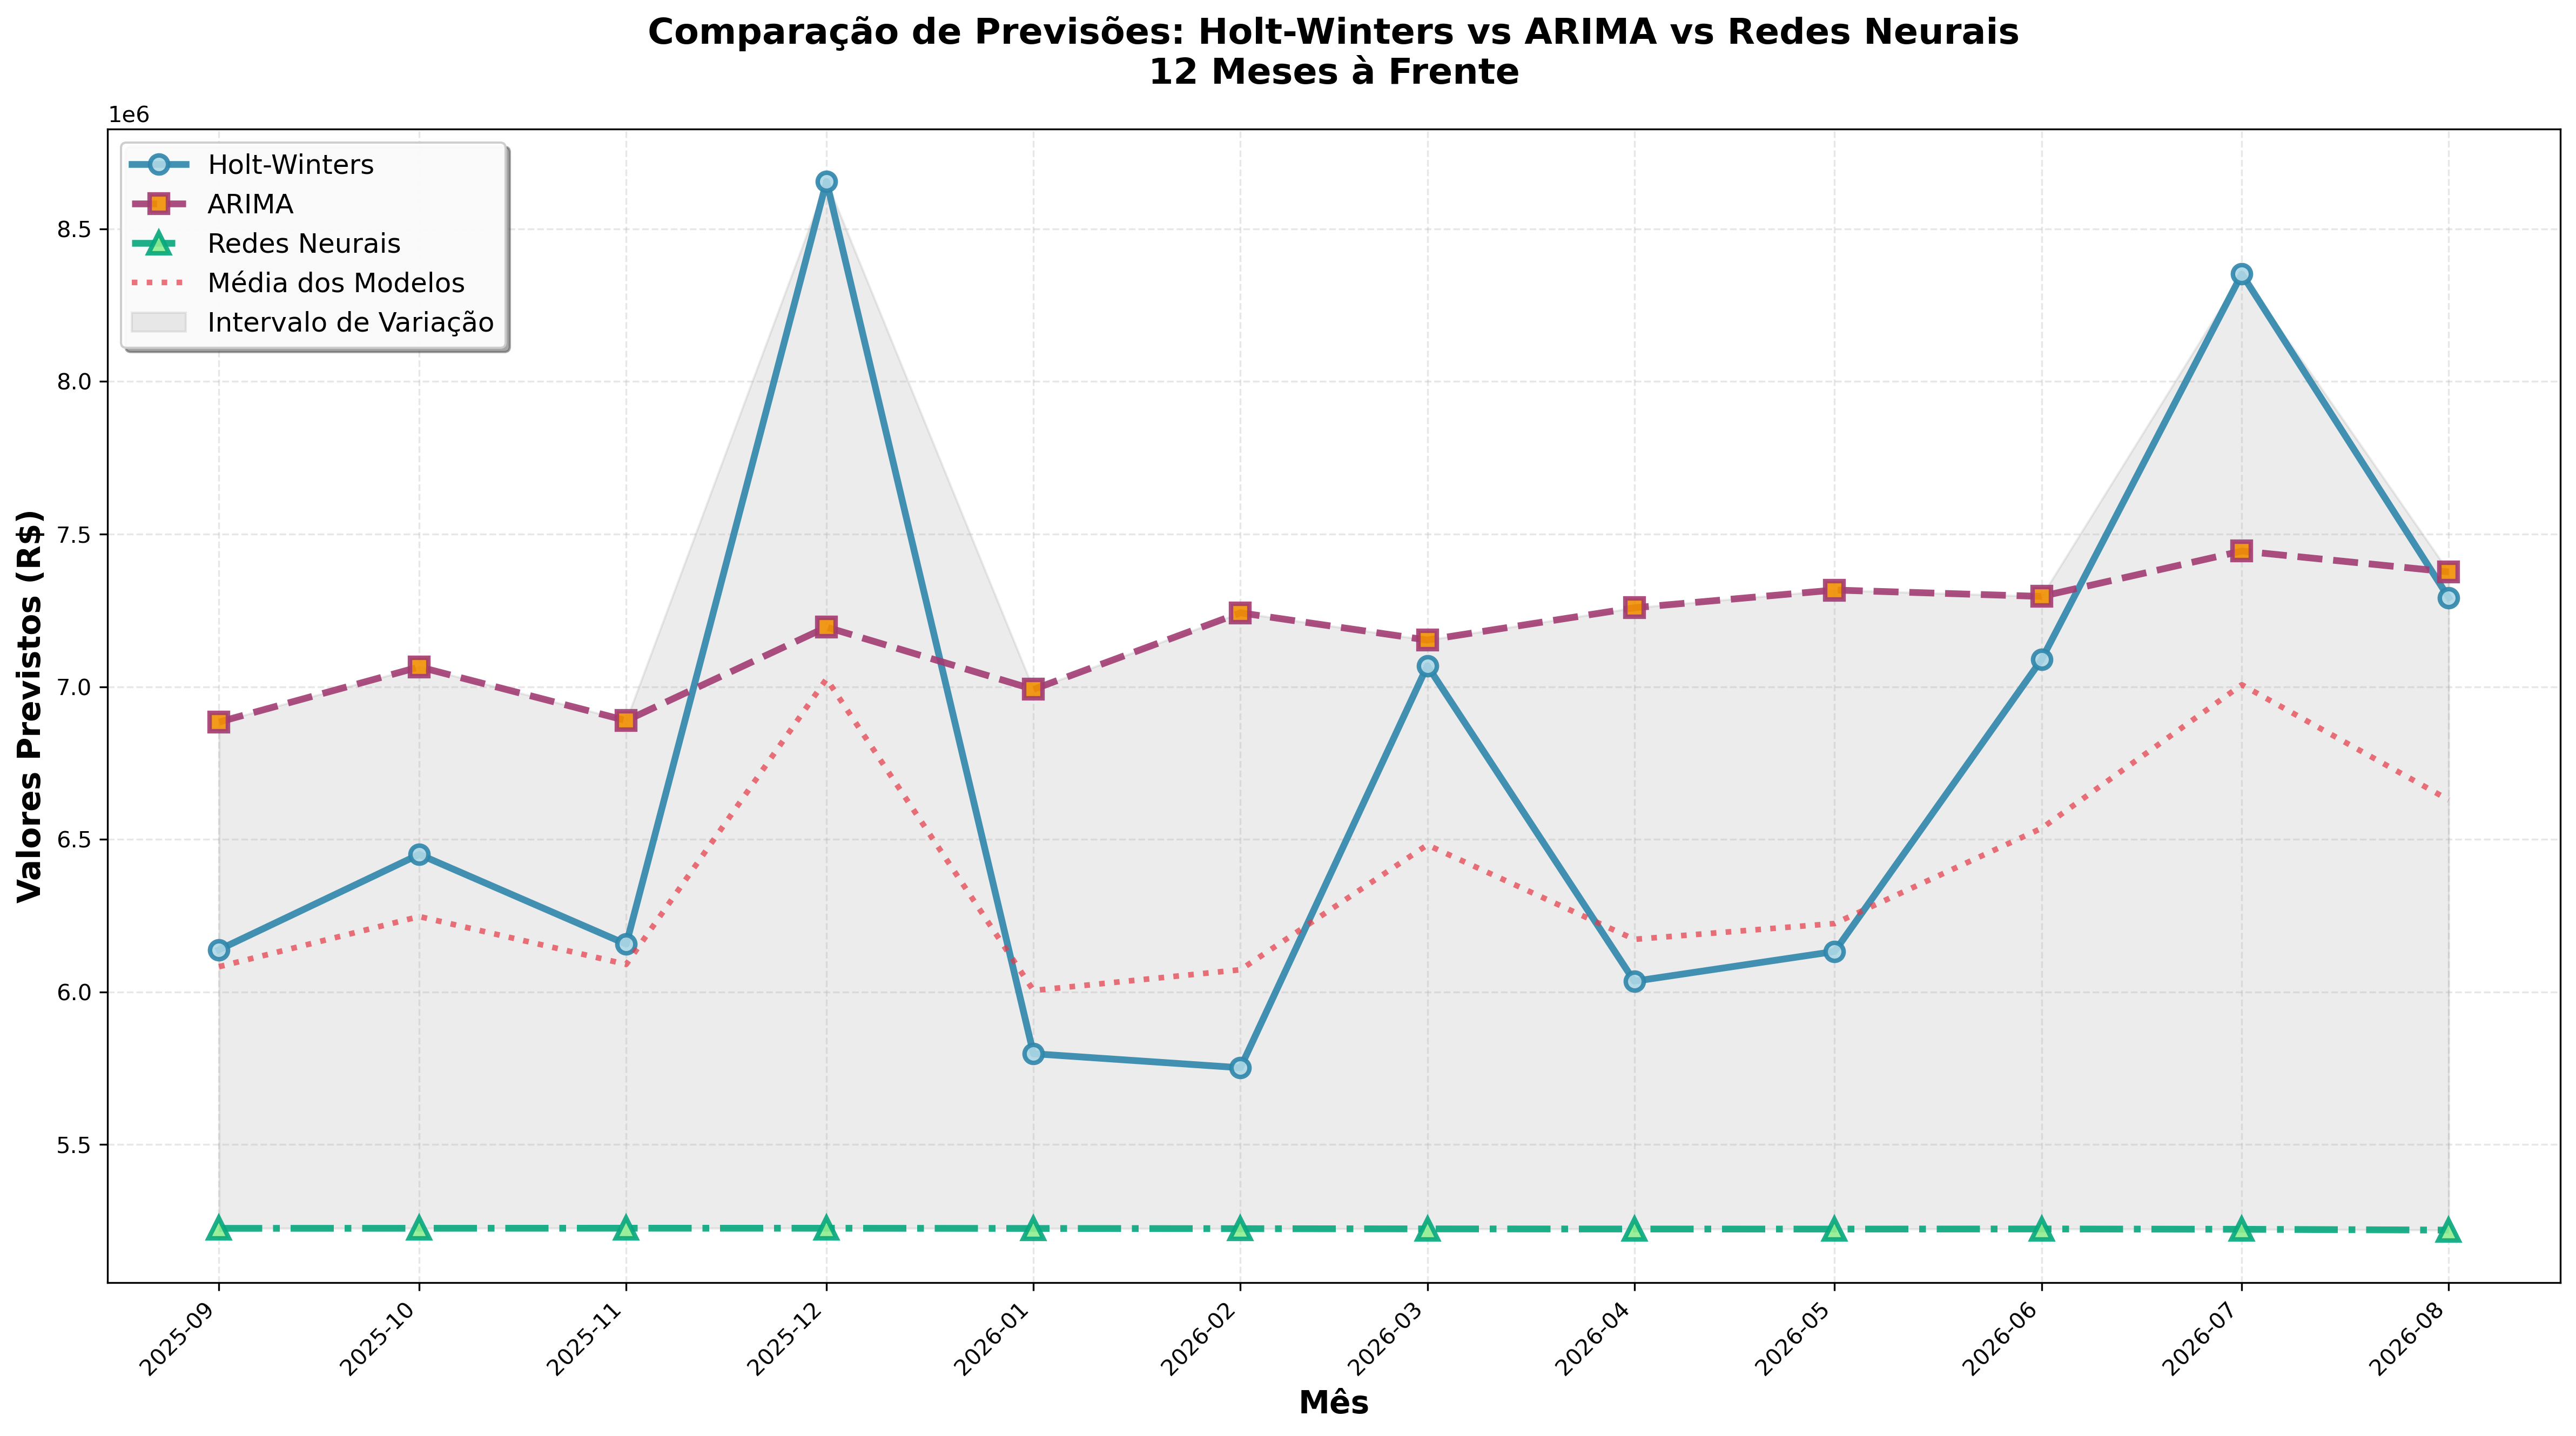 Comparação de Previsões: Holt-Winters vs ARIMA vs Redes Neurais
12 Meses à Frente
1e6
Holt-Winters
ARIMA
Redes Neurais
Média dos Modelos
Intervalo de Variação
Valores Previstos (R$)
8.5
8.0
7.5
7.0
6.5
6.0
5.5
2025-09
2025-10
2025-11
2025-12
2026-01
2026-02
2026-03
2026-04
2026-05
2026-06
2026-07
2026-08
Mês